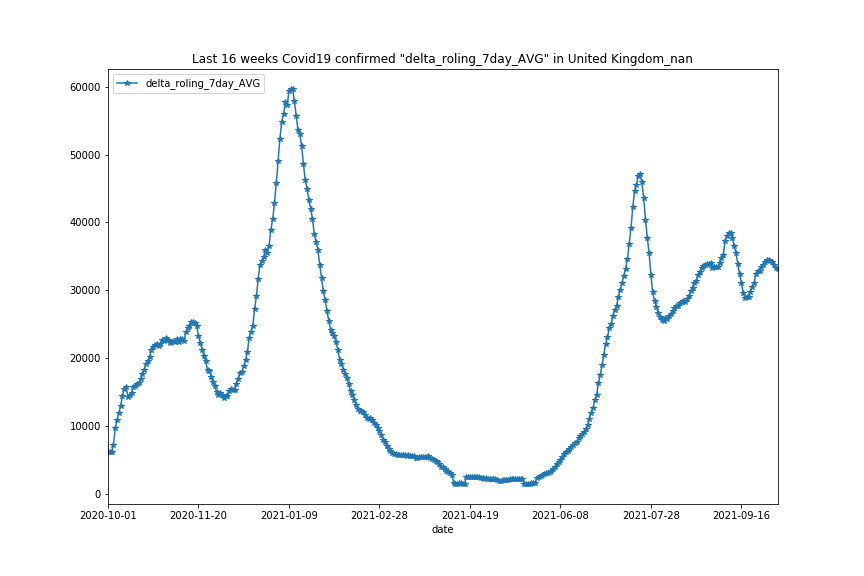 Last 16 weeks Covid19 confirmed "delta_roling_7day_AVG" in United Kingdom_nan
delta_roling_7day_AVG
60000
50000
40000
30000
20000
10000
0
2020-10-01 2020-11-20 2021-01-09 2021-02-28 2021-04-19 2021-06-08 2021-07-28 2021-09-16
date